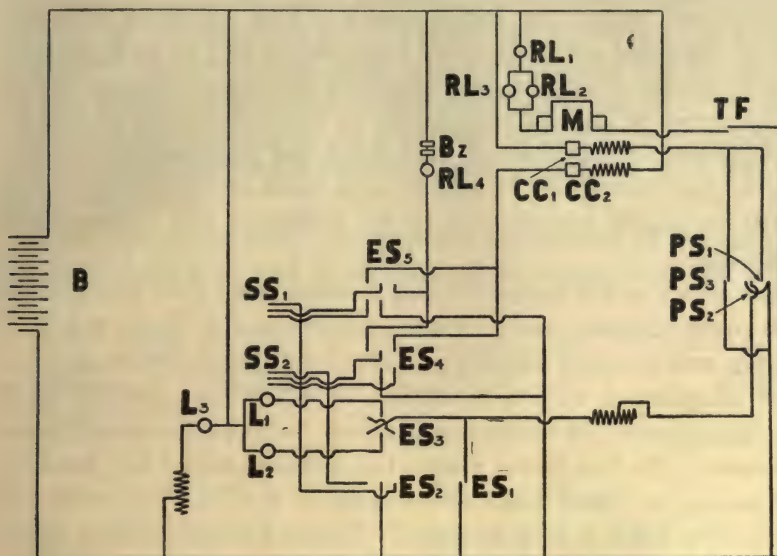 RL₁
RL₃ RL₂
TF
M
Bz
RL₄
CC₁ CC₂
ES₅
PS₁
B
SS₁
PS₃
PS₂
SS₂
ES₄
L₃
L₁
ES₃
L₂
ES₂ ES₁